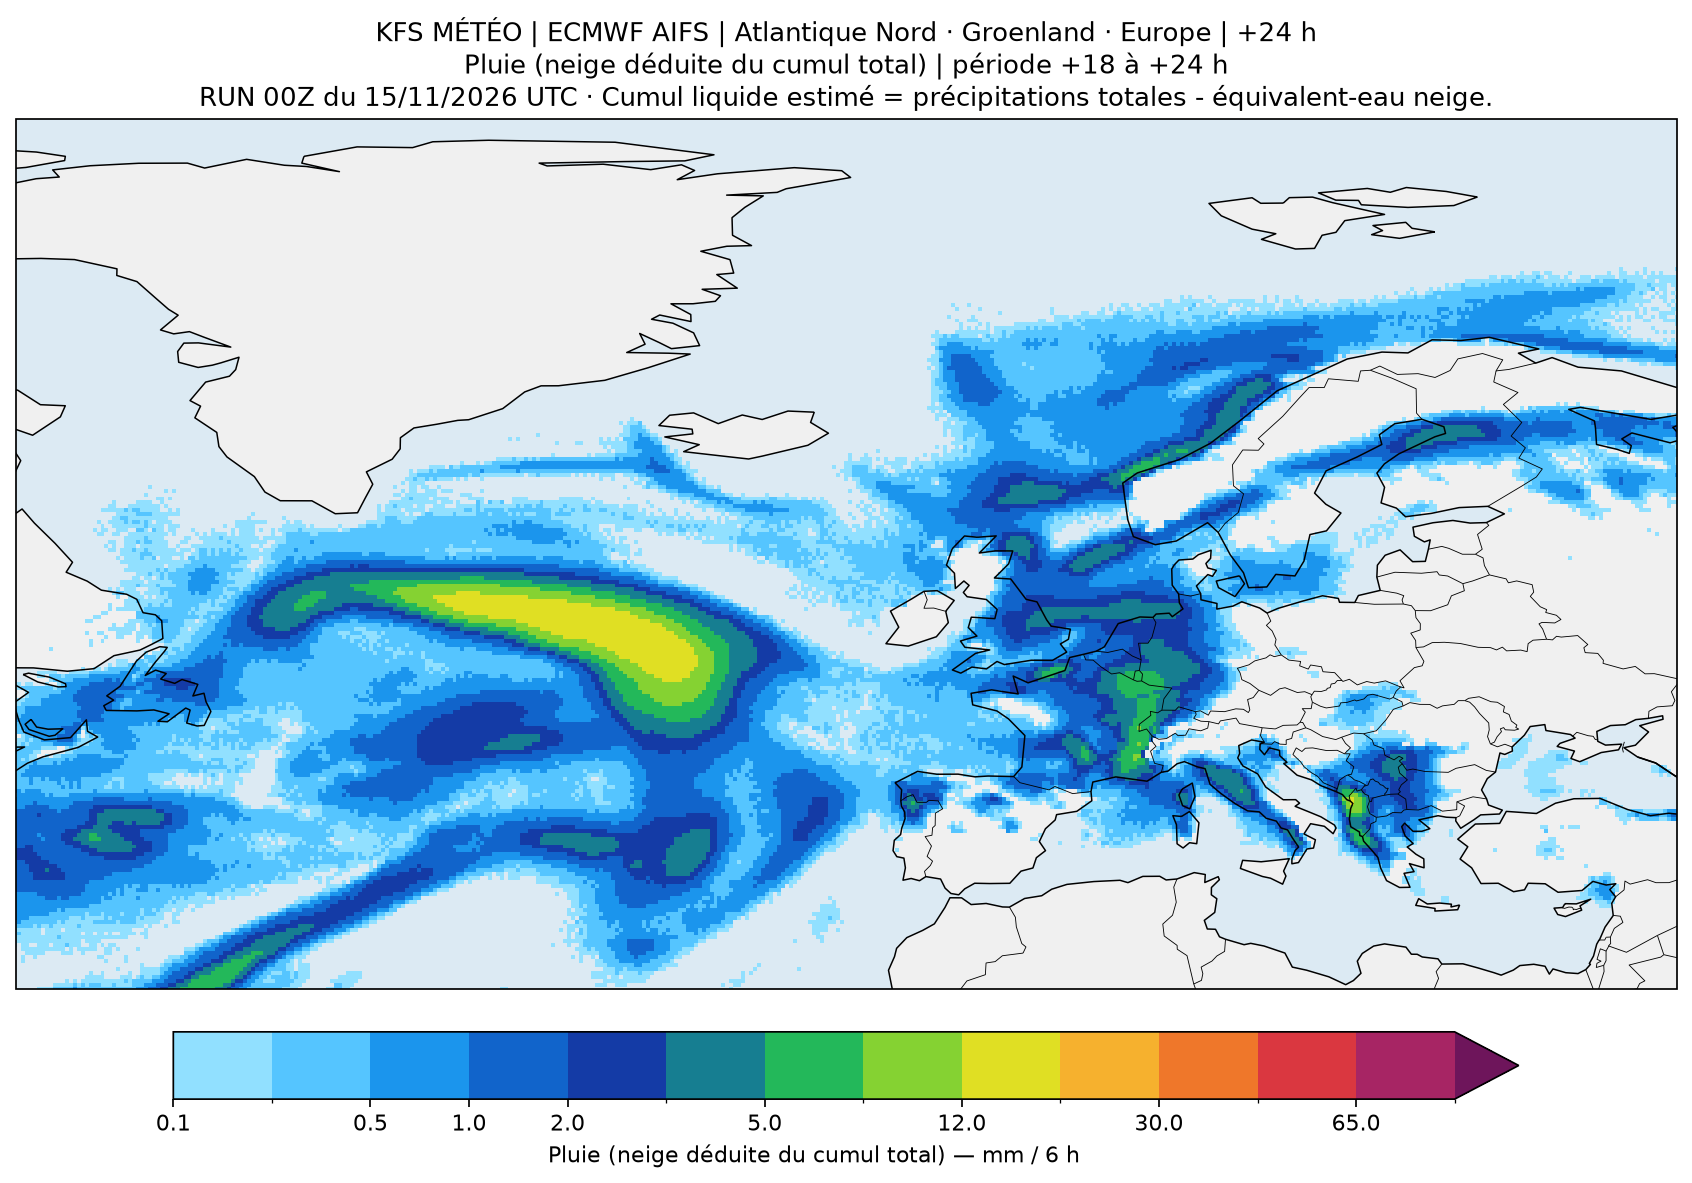 KFS MÉTÉO | ECMWF AIFS | Atlantique Nord · Groenland · Europe | +24 h
Pluie (neige déduite du cumul total) | période +18 à +24 h
RUN 00Z du 15/11/2026 UTC · Cumul liquide estimé = précipitations totales - équivalent-eau neige.
0.1 0.5 1.0 2.0 5.0 12.0 30.0 65.0
Pluie (neige déduite du cumul total) — mm / 6 h